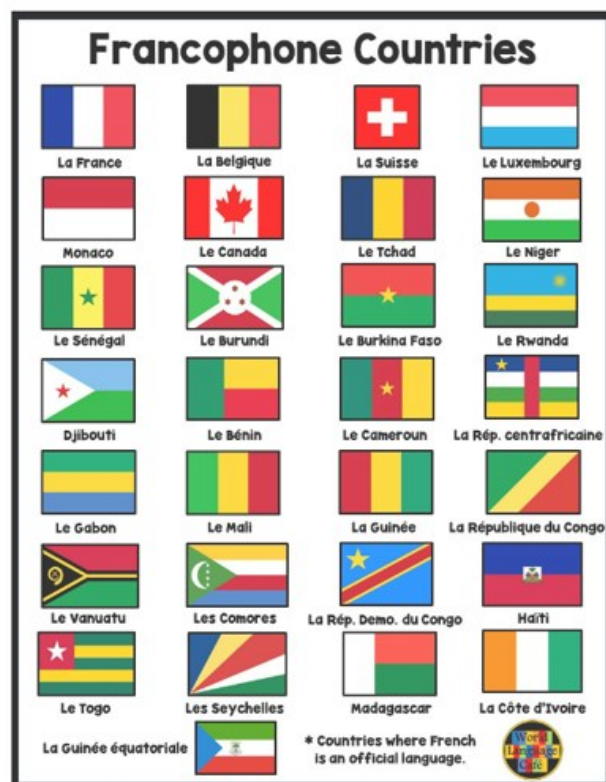 Francophone Countries
La France
La Belgique
La Suisse
Le Luxembourg
Monaco
Le Canada
Le Tchad
Le Niger
Le Sénégal
Le Burundi
Le Burkina Faso
Le Rwanda
Djibouti
Le Bénin
Le Cameroun
La Rép. centrafricaine
Le Gabon
Le Mali
La Guinée
La République du Congo
Le Vanuatu
Les Comores
La Rép. Demo. du Congo
Haïti
Le Togo
Les Seychelles
Madagascar
La Côte d'Ivoire
La Guinée équatoriale
* Countries where French
is an official language.
World
Language
Café